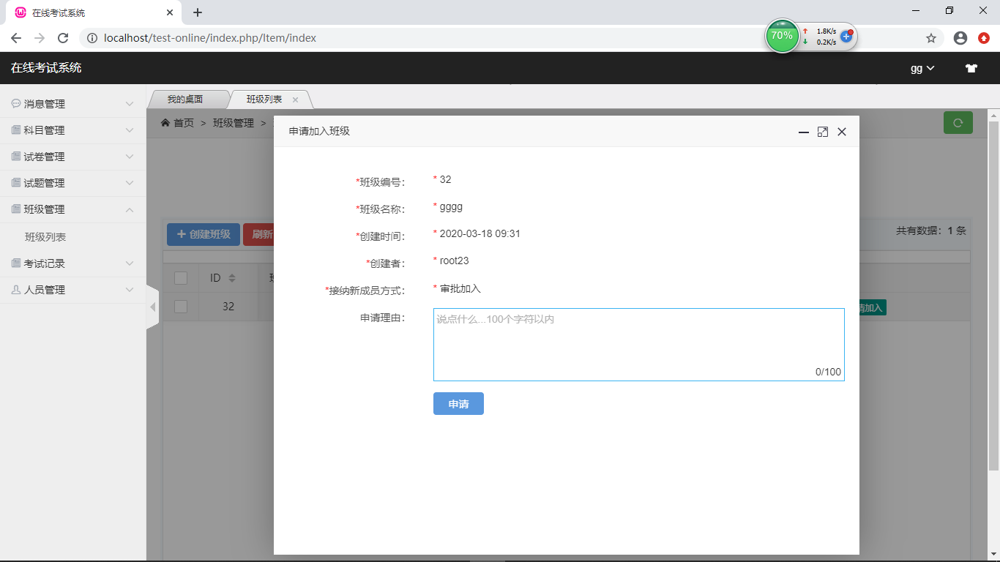 在线考试系统
localhost/test-online/index.php/Item/index
70%
1.8K/s
0.2K/s
在线考试系统
gg
消息管理
科目管理
试卷管理
试题管理
班级管理
班级列表
考试记录
人员管理
我的桌面
班级列表
首页 > 班级管理 >
创建班级
刷新
共有数据：1 条
ID
32
加入
申请加入班级
*班级编号：
* 32
*班级名称：
* gggg
*创建时间：
* 2020-03-18 09:31
*创建者：
* root23
*接纳新成员方式：
* 审批加入
申请理由：
说点什么...100个字符以内
0/100
申请